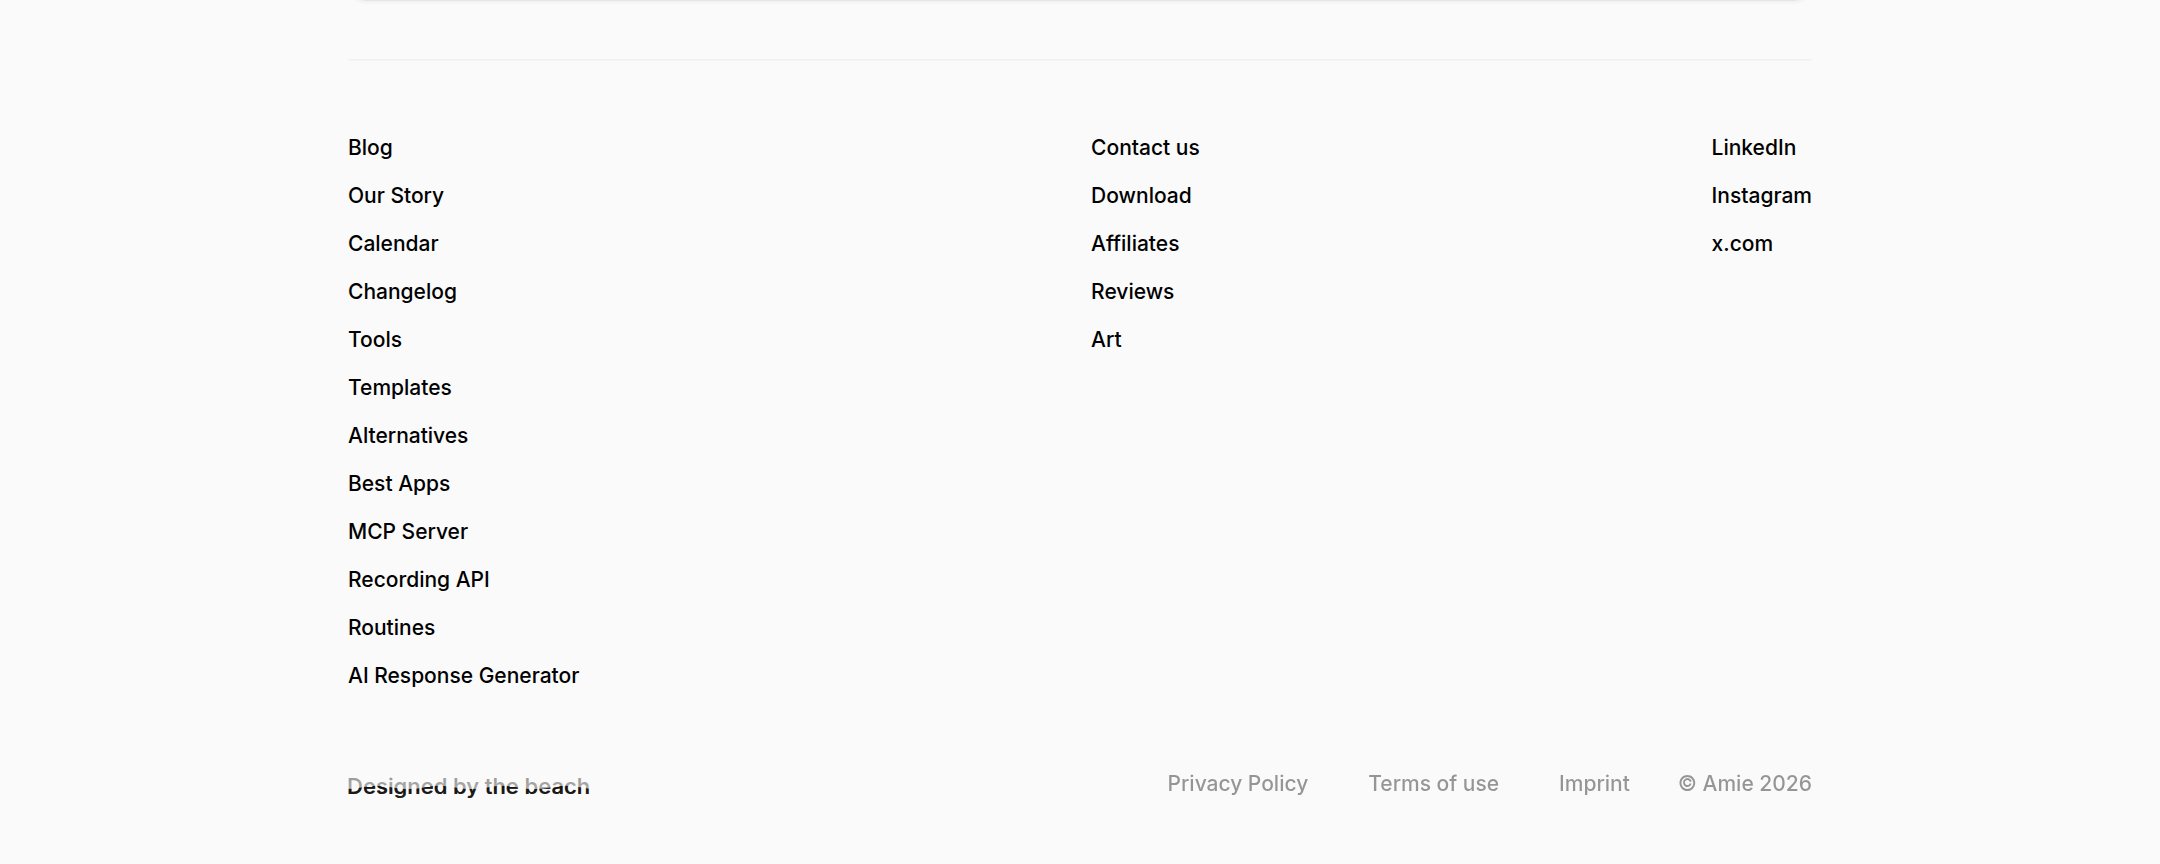 Blog
Our Story
Calendar
Changelog
Tools
Templates
Alternatives
Best Apps
MCP Server
Recording API
Routines
AI Response Generator
Contact us
Download
Affiliates
Reviews
Art
LinkedIn
Instagram
x.com
Designed by the beach
Privacy Policy
Terms of use
Imprint
© Amie 2026